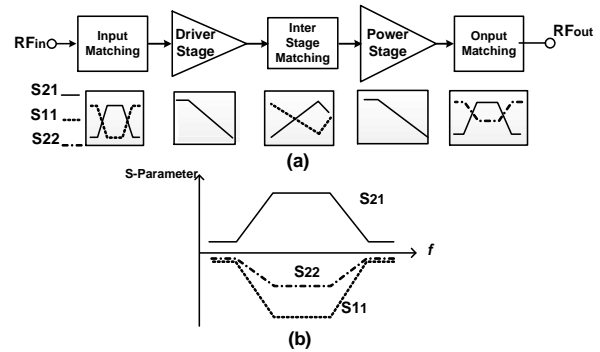 RFin
Input
Matching
Driver
Stage
Inter
Stage
Matching
Power
Stage
Onput
Matching
RFout
S21
S11
S22
(a)
S-Parameter
S21
f
S22
S11
(b)